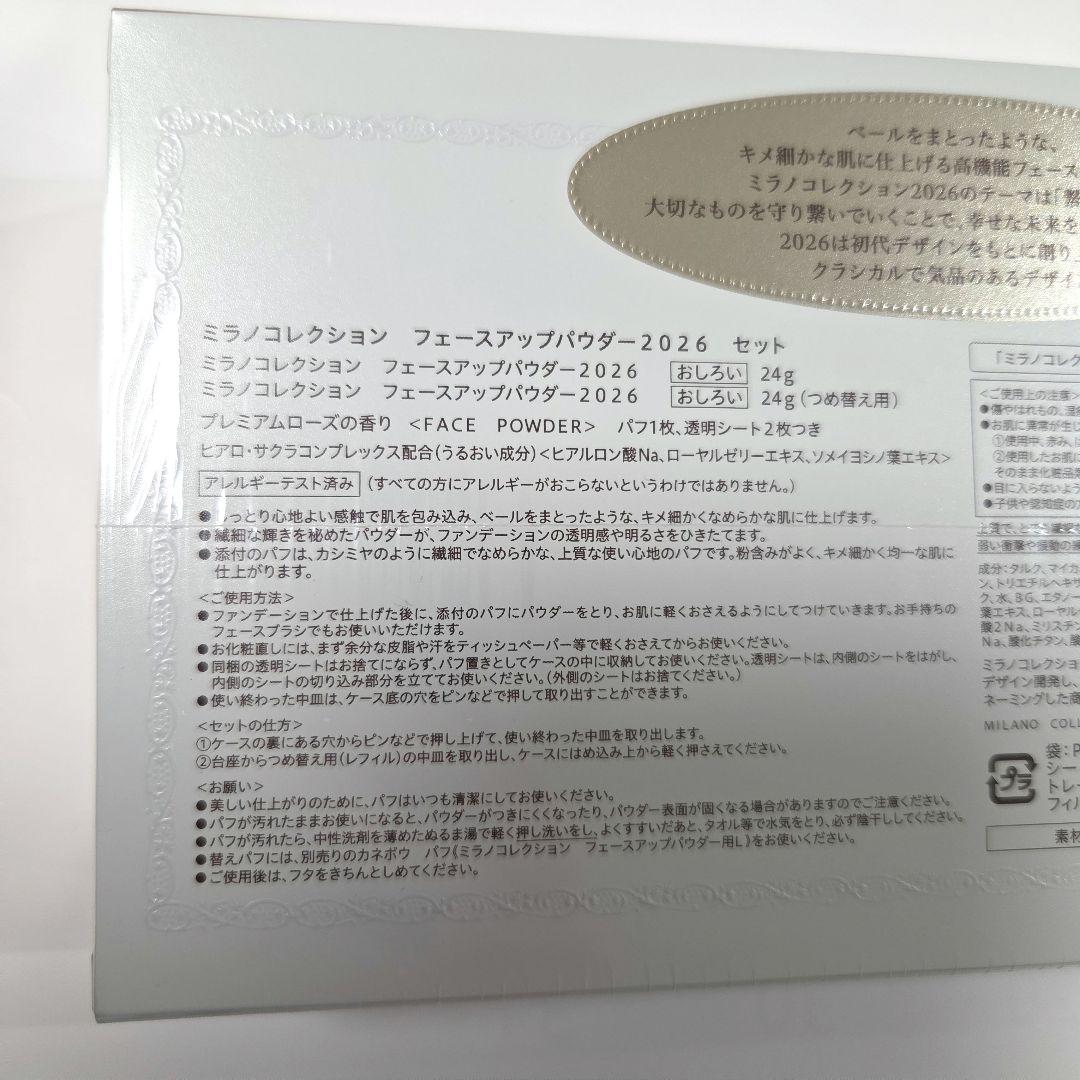 ベールをまとったような、
キメ細かな肌に仕上げる高機能フェース
ミラノコレクション2026のテーマは「繋
大切なものを守り繋いでいくことで、幸せな未来を
2026は初代デザインをもとに創り
クラシカルで気品のあるデザイ
ミラノコレクション フェースアップパウダー2026 セット
ミラノコレクション フェースアップパウダー2026 おしろい 24g
ミラノコレクション フェースアップパウダー2026 おしろい 24g(つめ替え用)
プレミアムローズの香り <FACE POWDER> パフ1枚、透明シート2枚つき
ヒアロ・サクラコンプレックス配合(うるおい成分)<ヒアルロン酸Na、ローヤルゼリーエキス、ソメイヨシノ葉エキス>
アレルギーテスト済み (すべての方にアレルギーがおこらないというわけではありません。)
●しっとり心地よい感触で肌を包み込み、ベールをまとったような、キメ細かくなめらかな肌に仕上げます。
●繊細な輝きを秘めたパウダーが、ファンデーションの透明感や明るさをひきたてます。
●添付のパフは、カシミヤのように繊細でなめらかな、上質な使い心地のパフです。粉含みがよく、キメ細かく均一な肌に
仕上がります。
<ご使用方法>
●ファンデーションで仕上げた後に、添付のパフにパウダーをとり、お肌に軽くおさえるようにしてつけていきます。お手持ちの
フェースブラシでもお使いいただけます。
●お化粧直しには、まず余分な皮脂や汗をティッシュペーパー等で軽くおさえてからお使いください。
●同梱の透明シートはお捨てにならず、パフ置きとしてケースの中に収納してお使いください。透明シートは、内側のシートをはがし、
内側のシートの切り込み部分を立ててお使いください。(外側のシートはお捨てください。)
●使い終わった中皿は、ケース底の穴をピンなどで押して取り出すことができます。
<セットの仕方>
①ケースの裏にある穴からピンなどで押し上げて、使い終わった中皿を取り出します。
②台座からつめ替え用(レフィル)の中皿を取り出し、ケースにはめ込み上から軽く押さえてください。
<お願い>
●美しい仕上がりのために、パフはいつも清潔にしてお使いください。
●パフが汚れたままお使いになると、パウダーがつきにくくなったり、パウダー表面が固くなる場合がありますのでご注意ください。
●パフが汚れたら、中性洗剤を薄めたぬるま湯で軽く押し洗いをし、よくすすいだあと、タオル等で水気をとり、必ず陰干ししてください。
●替えパフには、別売りのカネボウ パフ《ミラノコレクション フェースアップパウダー用L》をお使いください。
●ご使用後は、フタをきちんとしめてください。
「ミラノコレク
<ご使用上の注意>
●傷やはれもの、湿
●お肌に異常が生じ
①使用中、赤み、は
②使用したお肌に
そのまま化粧品類
●目に入らないよう
●子供や認知症の
弱い衝撃や振動の
成分:タルク、マイカ
ン、トリエチルヘキサ
ク、水、BG、エタノー
葉エキス、ローヤル
酸2Na、ミリスチン
Na、酸化チタン、酸
ミラノコレクション
デザイン開発し、
ネーミングした商
MILANO COLL
プラ
袋:P
シー
トレー
フィル
素材